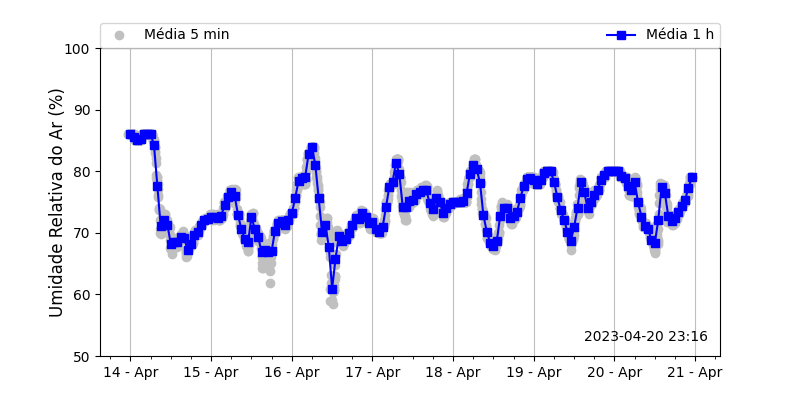 Média 5 min
Média 1 h
Umidade Relativa do Ar (%)
100
90
80
70
60
50
2023-04-20 23:16
14 - Apr
15 - Apr
16 - Apr
17 - Apr
18 - Apr
19 - Apr
20 - Apr
21 - Apr